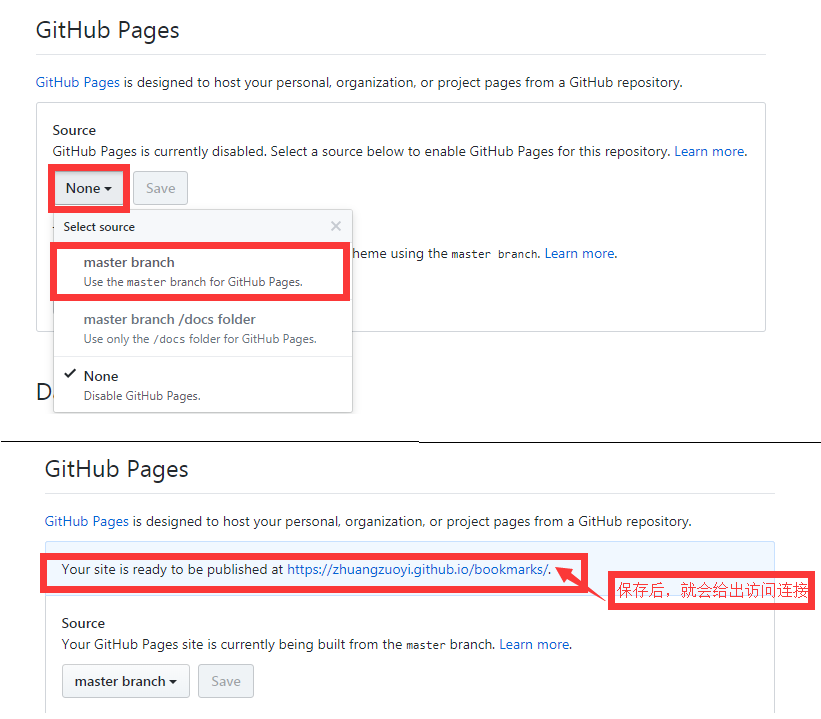 GitHub Pages
GitHub Pages is designed to host your personal, organization, or project pages from a GitHub repository.
Source
GitHub Pages is currently disabled. Select a source below to enable GitHub Pages for this repository. Learn more.
None
Save
Select source
heme using the master branch. Learn more.
master branch
Use the master branch for GitHub Pages.
master branch /docs folder
Use only the /docs folder for GitHub Pages.
None
Disable GitHub Pages.
D
GitHub Pages
GitHub Pages is designed to host your personal, organization, or project pages from a GitHub repository.
Your site is ready to be published at https://zhuangzuoyi.github.io/bookmarks/.
保存后，就会给出访问连接
Source
Your GitHub Pages site is currently being built from the master branch. Learn more.
master branch
Save